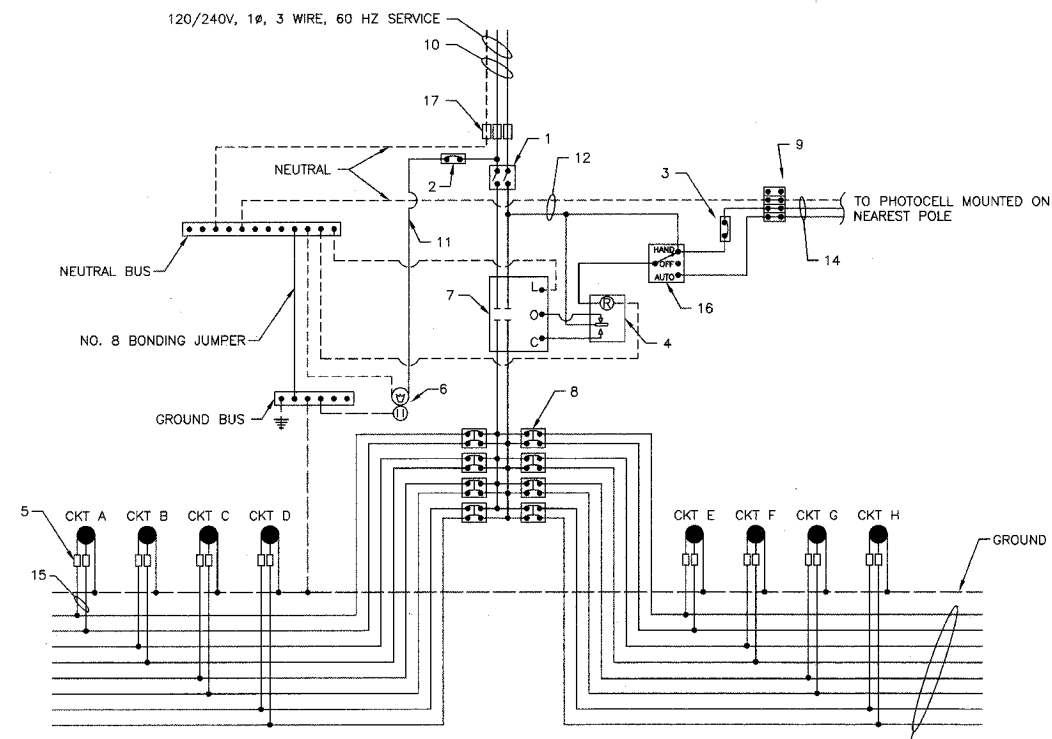 120/240V, 1ø, 3 WIRE, 60 HZ SERVICE
10
17
1
12
9
NEUTRAL
2
3
TO PHOTOCELL MOUNTED ON
NEAREST POLE
11
HAND
OFF
AUTO
14
NEUTRAL BUS
L
7
O
R
16
NO. 8 BONDING JUMPER
C
4
6
8
GROUND BUS
5
CKT A
CKT B
CKT C
CKT D
CKT E
CKT F
CKT G
CKT H
GROUND
15